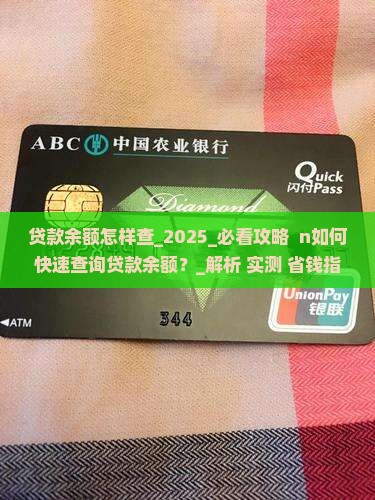 ABC 中国农业银行
Quick
闪付Pass
Diamond
贷款余额怎样查_2025_必看攻略 n如何
快速查询贷款余额？_解析 实测 省钱指
UnionPay
银联
◀ATM
344